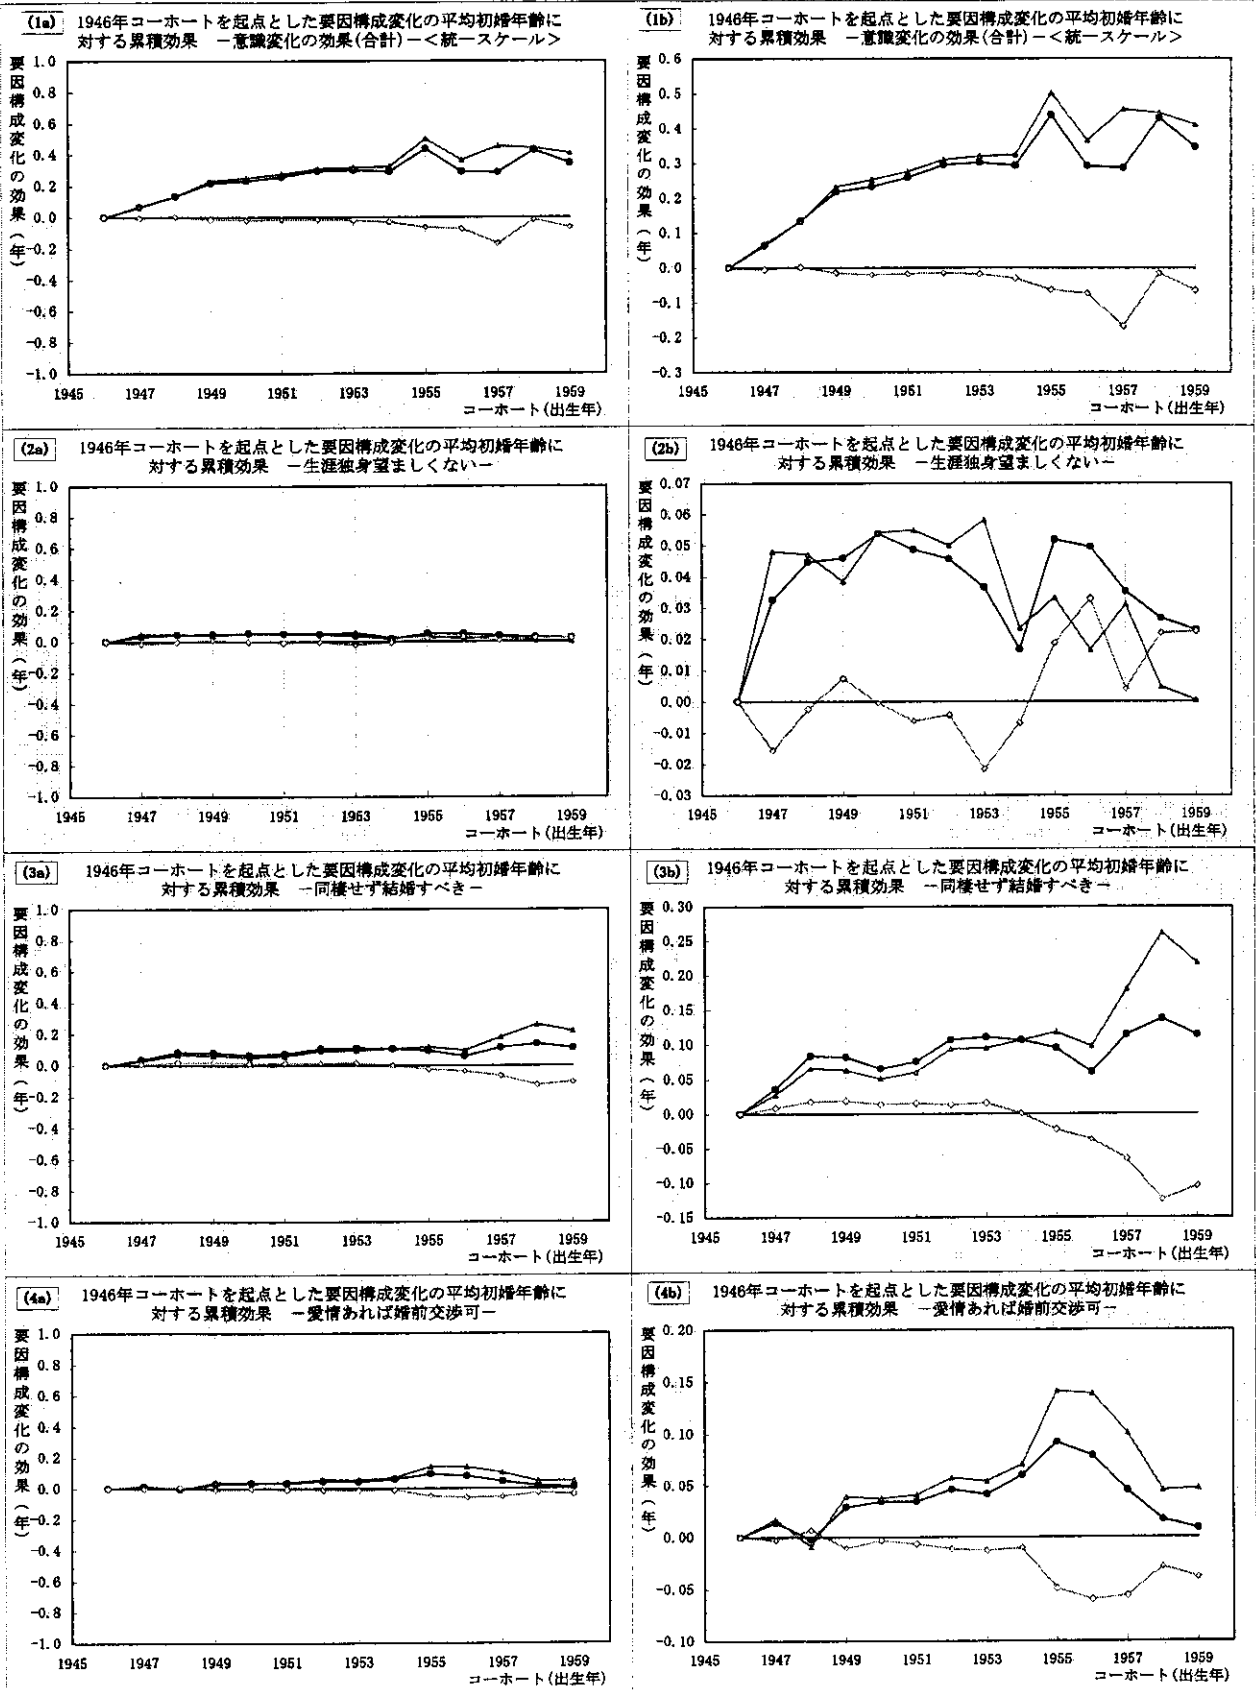 (1a) 1946年コーホートを起点とした要因構成変化の平均初婚年齢に
対する累積効果 －意識変化の効果(合計)－<統一スケール>
要因構成変化の効果(年)
1.0
0.8
0.6
0.4
0.2
0.0
-0.2
-0.4
-0.6
-0.8
-1.0
1945 1947 1949 1951 1953 1955 1957 1959
コーホート(出生年)
(1b) 1946年コーホートを起点とした要因構成変化の平均初婚年齢に
対する累積効果 －意識変化の効果(合計)－<統一スケール>
要因構成変化の効果(年)
0.6
0.5
0.4
0.3
0.2
0.1
0.0
-0.1
-0.2
-0.3
1945 1947 1949 1951 1953 1955 1957 1959
コーホート(出生年)
(2a) 1946年コーホートを起点とした要因構成変化の平均初婚年齢に
対する累積効果 －生涯独身望ましくない－
要因構成変化の効果(年)
1.0
0.8
0.6
0.4
0.2
0.0
-0.2
-0.4
-0.6
-0.8
-1.0
1945 1947 1949 1951 1953 1955 1957 1959
コーホート(出生年)
(2b) 1946年コーホートを起点とした要因構成変化の平均初婚年齢に
対する累積効果 －生涯独身望ましくない－
要因構成変化の効果(年)
0.07
0.06
0.05
0.04
0.03
0.02
0.01
0.00
-0.01
-0.02
-0.03
1945 1947 1949 1951 1953 1955 1957 1959
コーホート(出生年)
(3a) 1946年コーホートを起点とした要因構成変化の平均初婚年齢に
対する累積効果 －同棲せず結婚すべき－
要因構成変化の効果(年)
1.0
0.8
0.6
0.4
0.2
0.0
-0.2
-0.4
-0.6
-0.8
-1.0
1945 1947 1949 1951 1953 1955 1957 1959
コーホート(出生年)
(3b) 1946年コーホートを起点とした要因構成変化の平均初婚年齢に
対する累積効果 －同棲せず結婚すべき－
要因構成変化の効果(年)
0.30
0.25
0.20
0.15
0.10
0.05
0.00
-0.05
-0.10
-0.15
1945 1947 1949 1951 1953 1955 1957 1959
コーホート(出生年)
(4a) 1946年コーホートを起点とした要因構成変化の平均初婚年齢に
対する累積効果 －愛情あれば婚前交渉可－
要因構成変化の効果(年)
1.0
0.8
0.6
0.4
0.2
0.0
-0.2
-0.4
-0.6
-0.8
-1.0
1945 1947 1949 1951 1953 1955 1957 1959
コーホート(出生年)
(4b) 1946年コーホートを起点とした要因構成変化の平均初婚年齢に
対する累積効果 －愛情あれば婚前交渉可－
要因構成変化の効果(年)
0.20
0.15
0.10
0.05
0.00
-0.05
-0.10
1945 1947 1949 1951 1953 1955 1957 1959
コーホート(出生年)